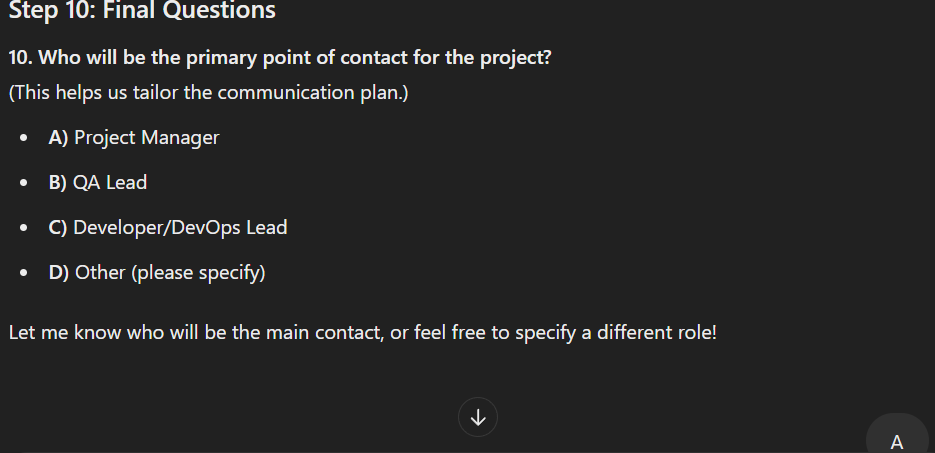 Step 10: Final Questions
10. Who will be the primary point of contact for the project?
(This helps us tailor the communication plan.)
A) Project Manager
B) QA Lead
C) Developer/DevOps Lead
D) Other (please specify)
Let me know who will be the main contact, or feel free to specify a different role!
A